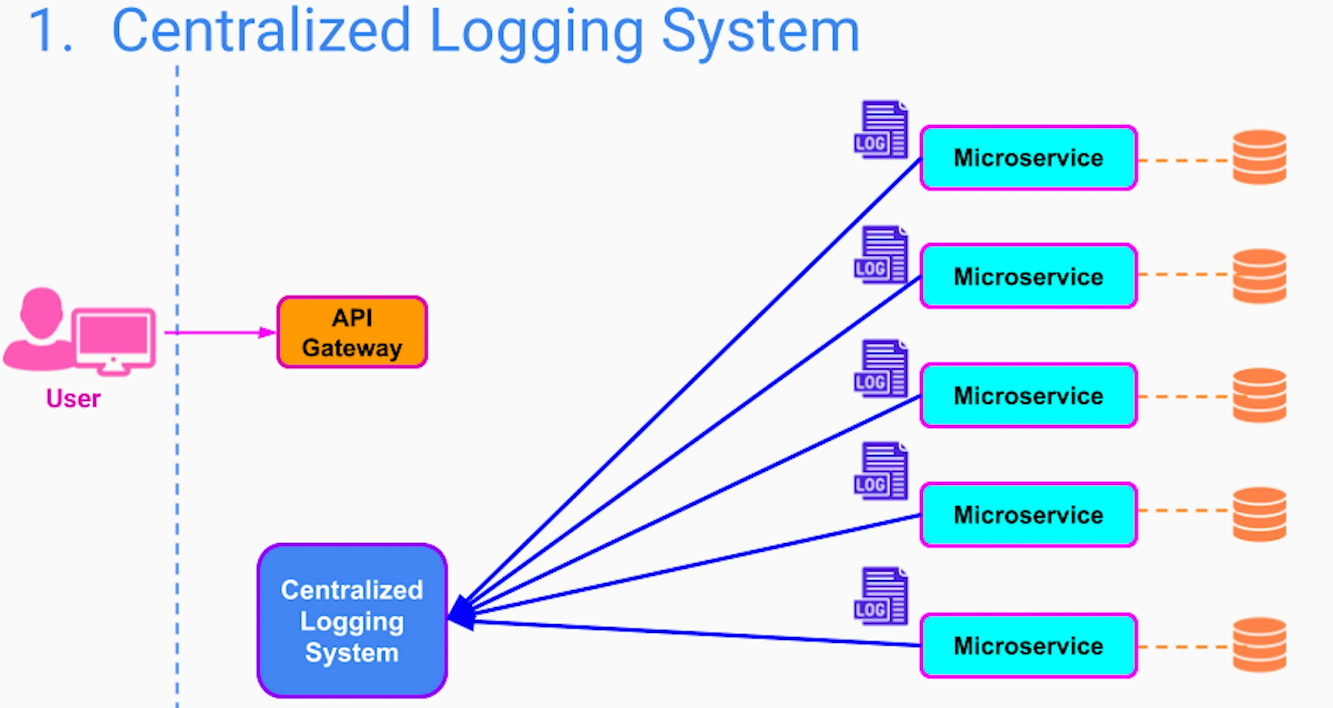 1. Centralized Logging System
LOG
Microservice
LOG
Microservice
API
Gateway
User
LOG
Microservice
LOG
Microservice
Centralized
Logging
System
LOG
Microservice